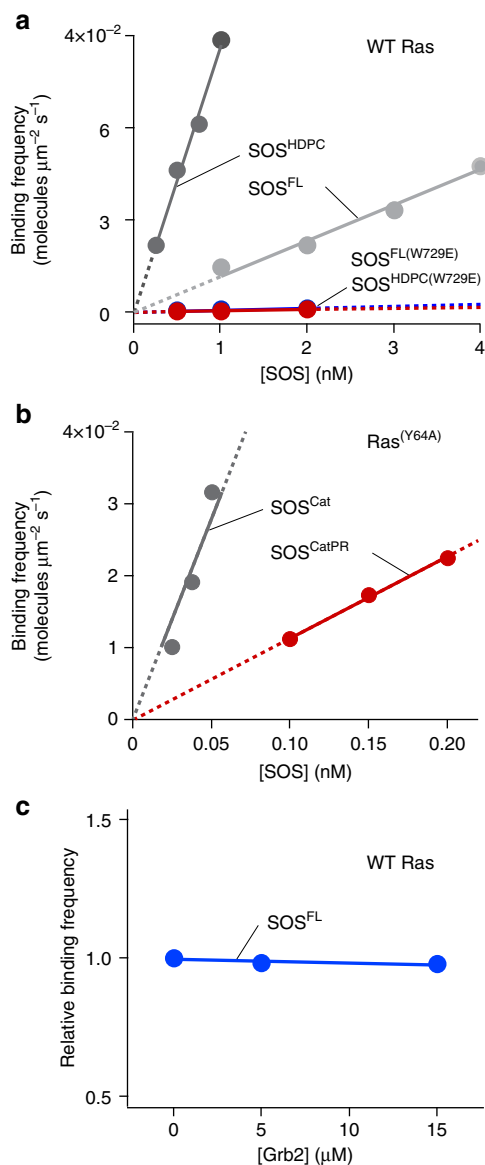 a
WT Ras
Binding frequency
(molecules μm⁻² s⁻¹)
4×10⁻²
6
3
0
SOS^HDPC
SOS^FL
SOS^FL(W729E)
SOS^HDPC(W729E)
0 1 2 3 4
[SOS] (nM)
b
Ras^(Y64A)
Binding frequency
(molecules μm⁻² s⁻¹)
4×10⁻²
3
2
1
0
SOS^Cat
SOS^CatPR
0 0.05 0.10 0.15 0.20
[SOS] (nM)
c
WT Ras
Relative binding frequency
1.5
1.0
0.5
SOS^FL
0 5 10 15
[Grb2] (μM)